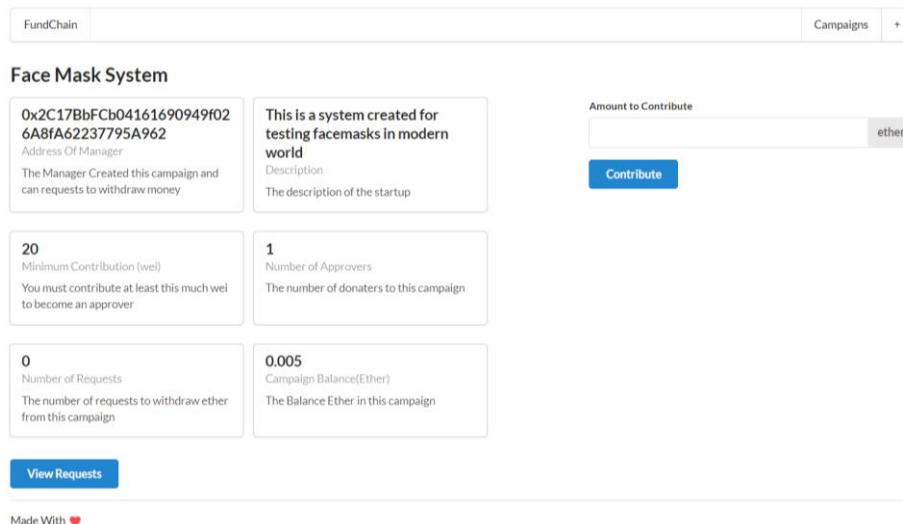 FundChain
Campaigns
+
Face Mask System
0x2C17BbFCb04161690949f02
6A8fA62237795A962
Address Of Manager
The Manager Created this campaign and
can requests to withdraw money
This is a system created for
testing facemasks in modern
world
Description
The description of the startup
20
Minimum Contribution (wei)
You must contribute at least this much wei
to become an approver
1
Number of Approvers
The number of donaters to this campaign
0
Number of Requests
The number of requests to withdraw ether
from this campaign
0.005
Campaign Balance(Ether)
The Balance Ether in this campaign
View Requests
Amount to Contribute
ether
Contribute
Made With ❤